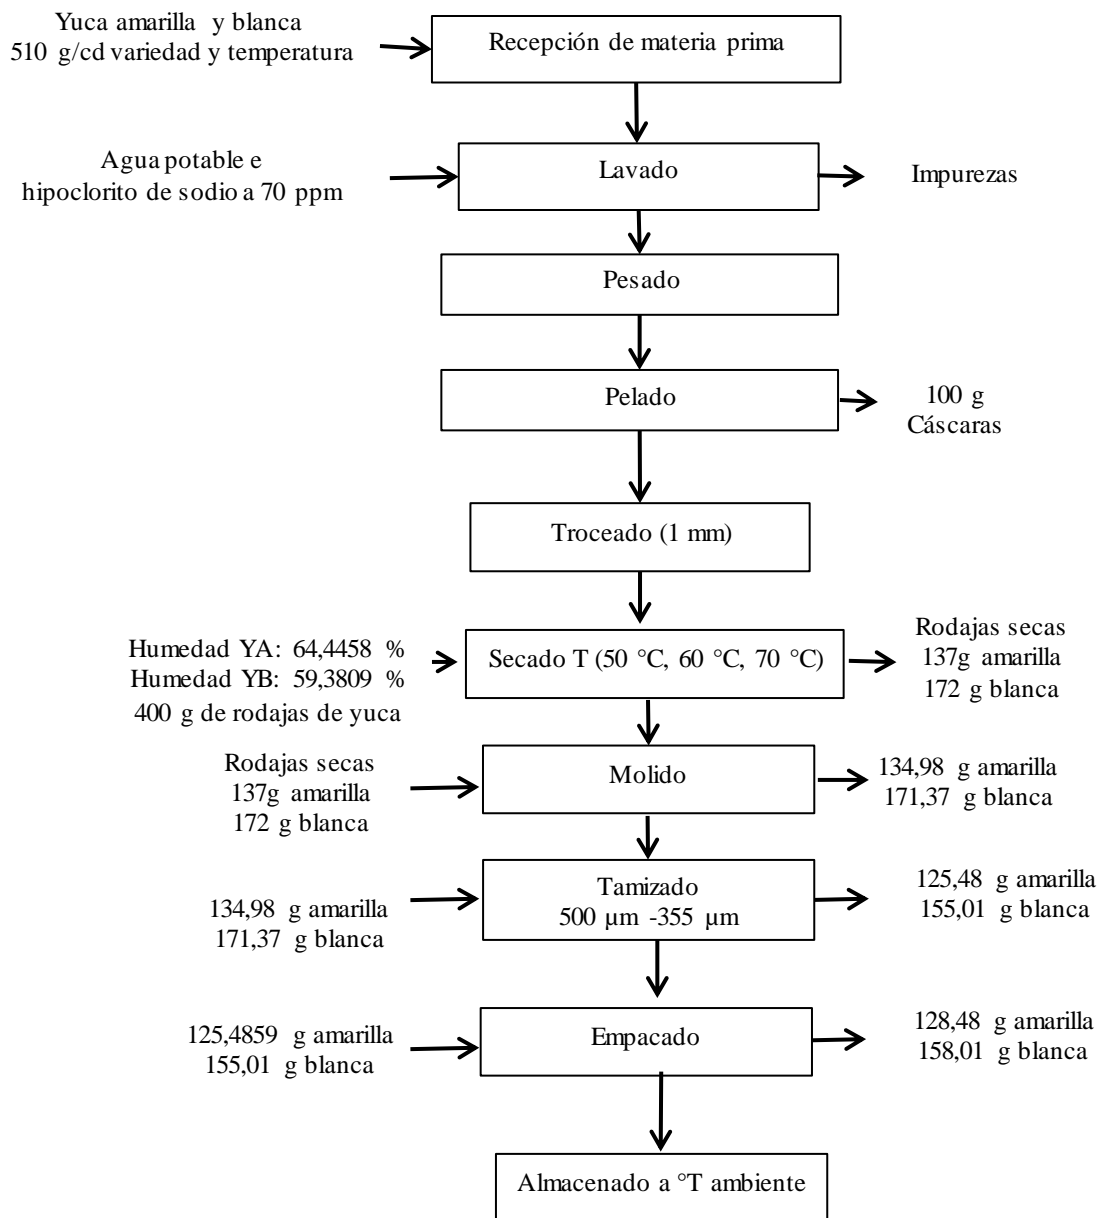 Yuca amarilla y blanca
510 g/cd variedad y temperatura
Recepción de materia prima
Agua potable e
hipoclorito de sodio a 70 ppm
Lavado
Impurezas
Pesado
Pelado
100 g
Cáscaras
Troceado (1 mm)
Humedad YA: 64,4458 %
Humedad YB: 59,3809 %
400 g de rodajas de yuca
Secado T (50 °C, 60 °C, 70 °C)
Rodajas secas
137g amarilla
172 g blanca
Rodajas secas
137g amarilla
172 g blanca
Molido
134,98 g amarilla
171,37 g blanca
134,98 g amarilla
171,37 g blanca
Tamizado
500 µm -355 µm
125,48 g amarilla
155,01 g blanca
125,4859 g amarilla
155,01 g blanca
Empacado
128,48 g amarilla
158,01 g blanca
Almacenado a °T ambiente